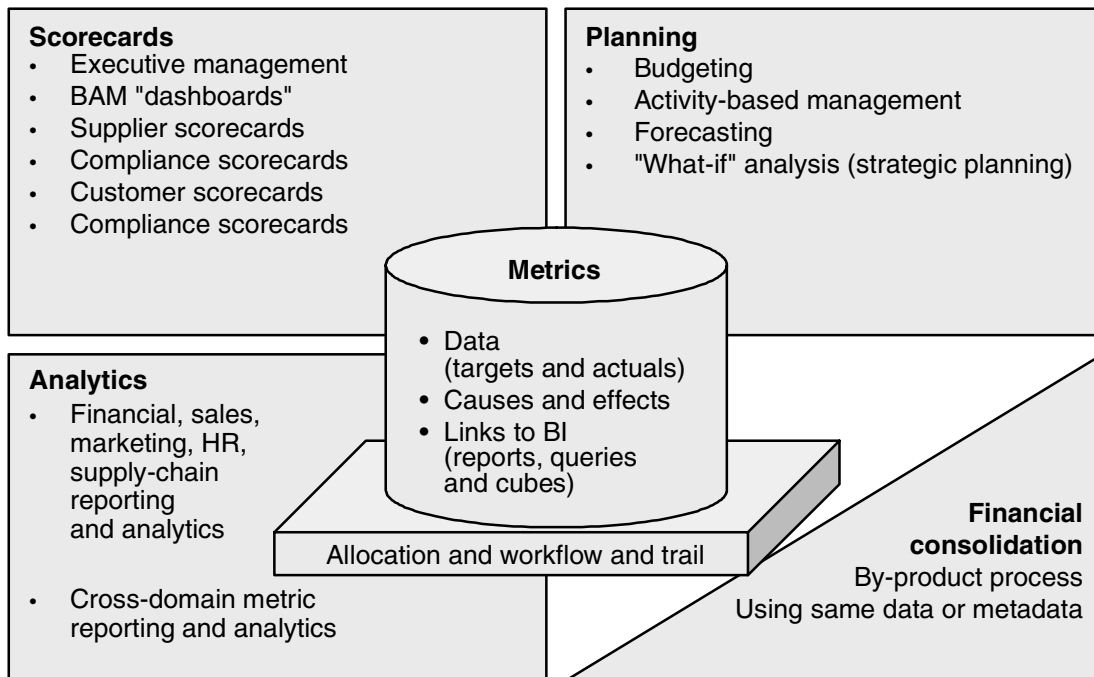 Scorecards
• Executive management
• BAM "dashboards"
• Supplier scorecards
• Compliance scorecards
• Customer scorecards
• Compliance scorecards
Planning
• Budgeting
• Activity-based management
• Forecasting
• "What-if" analysis (strategic planning)
Metrics
• Data
(targets and actuals)
• Causes and effects
• Links to BI
(reports, queries
and cubes)
Allocation and workflow and trail
Analytics
• Financial, sales,
marketing, HR,
supply-chain
reporting
and analytics
• Cross-domain metric
reporting and analytics
Financial
consolidation
By-product process
Using same data or metadata